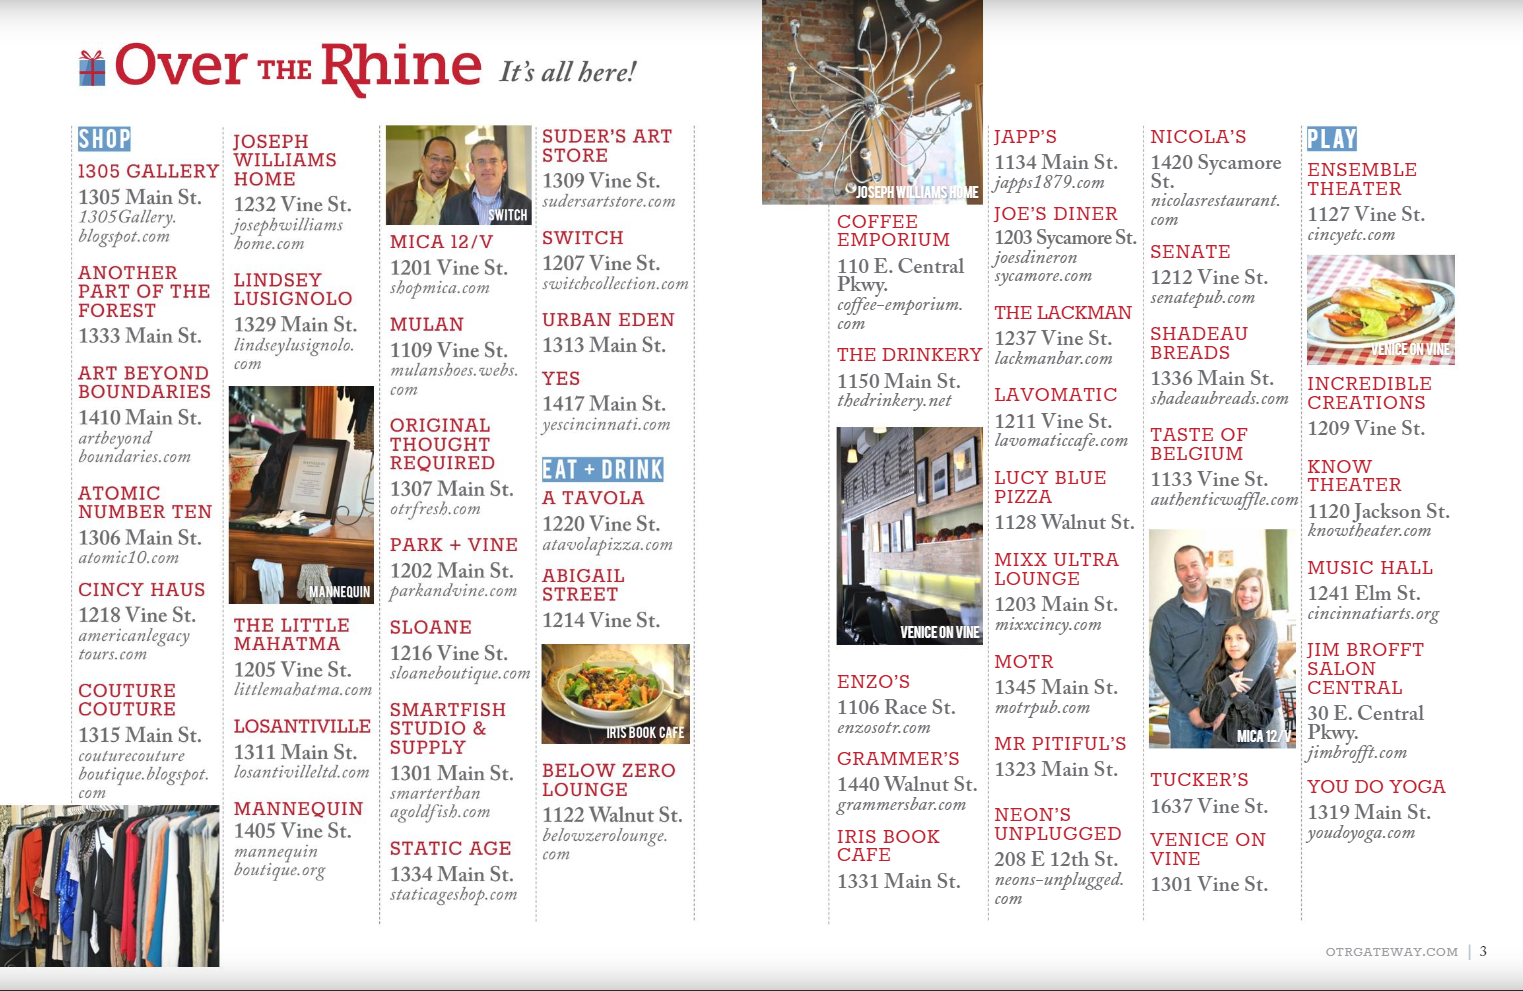 Over THE Rhine It's all here!
SHOP
1305 GALLERY
1305 Main St.
1305Gallery.
blogspot.com
ANOTHER
PART OF THE
FOREST
1333 Main St.
ART BEYOND
BOUNDARIES
1410 Main St.
artbeyond
boundaries.com
ATOMIC
NUMBER TEN
1306 Main St.
atomic10.com
CINCY HAUS
1218 Vine St.
americanlegacy
tours.com
COUTURE
COUTURE
1315 Main St.
couturecouture
boutique.blogspot.
com
JOSEPH
WILLIAMS
HOME
1232 Vine St.
josephwilliams
home.com
LINDSEY
LUSIGNOLO
1329 Main St.
lindseylusignolo.
com
MANNEQUIN
THE LITTLE
MAHATMA
1205 Vine St.
littlemahatma.com
LOSANTIVILLE
1311 Main St.
losantivilleltd.com
MANNEQUIN
1405 Vine St.
mannequin
boutique.org
SWITCH
MICA 12/V
1201 Vine St.
shopmica.com
MULAN
1109 Vine St.
mulanshoes.webs.
com
ORIGINAL
THOUGHT
REQUIRED
1307 Main St.
otrfresh.com
PARK + VINE
1202 Main St.
parkandvine.com
SLOANE
1216 Vine St.
sloaneboutique.com
SMARTFISH
STUDIO &
SUPPLY
1301 Main St.
smarterthan
agoldfish.com
STATIC AGE
1334 Main St.
staticageshop.com
SUDER'S ART
STORE
1309 Vine St.
sudersartstore.com
SWITCH
1207 Vine St.
switchcollection.com
URBAN EDEN
1313 Main St.
YES
1417 Main St.
yescincinnati.com
EAT + DRINK
A TAVOLA
1220 Vine St.
atavolapizza.com
ABIGAIL
STREET
1214 Vine St.
IRIS BOOK CAFE
BELOW ZERO
LOUNGE
1122 Walnut St.
belowzerolounge.
com
JOSEPH WILLIAMS HOME
COFFEE
EMPORIUM
110 E. Central
Pkwy.
coffee-emporium.
com
THE DRINKERY
1150 Main St.
thedrinkery.net
VENICE
VENICE ON VINE
ENZO'S
1106 Race St.
enzosotr.com
GRAMMER'S
1440 Walnut St.
grammersbar.com
IRIS BOOK
CAFE
1331 Main St.
JAPP'S
1134 Main St.
japps1879.com
JOE'S DINER
1203 Sycamore St.
joesdineron
sycamore.com
THE LACKMAN
1237 Vine St.
lackmanbar.com
LAVOMATIC
1211 Vine St.
lavomaticcafe.com
LUCY BLUE
PIZZA
1128 Walnut St.
MIXX ULTRA
LOUNGE
1203 Main St.
mixxcincy.com
MOTR
1345 Main St.
motrpub.com
MR PITIFUL'S
1323 Main St.
NEON'S
UNPLUGGED
208 E 12th St.
neons-unplugged.
com
NICOLA'S
1420 Sycamore
St.
nicolasrestaurant.
com
SENATE
1212 Vine St.
senatepub.com
SHADEAU
BREADS
1336 Main St.
shadeaubreads.com
TASTE OF
BELGIUM
1133 Vine St.
authenticwaffle.com
MICA 12/V
TUCKER'S
1637 Vine St.
VENICE ON
VINE
1301 Vine St.
PLAY
ENSEMBLE
THEATER
1127 Vine St.
cincyetc.com
VENICE ON VINE
INCREDIBLE
CREATIONS
1209 Vine St.
KNOW
THEATER
1120 Jackson St.
knowtheater.com
MUSIC HALL
1241 Elm St.
cincinnatiarts.org
JIM BROFFT
SALON
CENTRAL
30 E. Central
Pkwy.
jimbrofft.com
YOU DO YOGA
1319 Main St.
youdoyoga.com
OTRGATEWAY.COM | 3